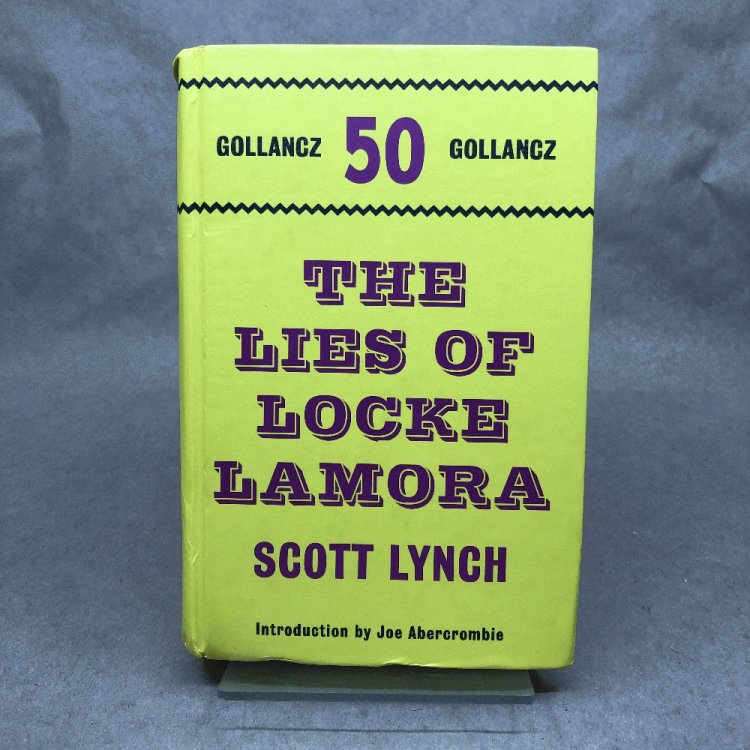 GOLLANCZ 50 GOLLANCZ
THE
LIES OF
LOCKE
LAMORA
SCOTT LYNCH
Introduction by Joe Abercrombie